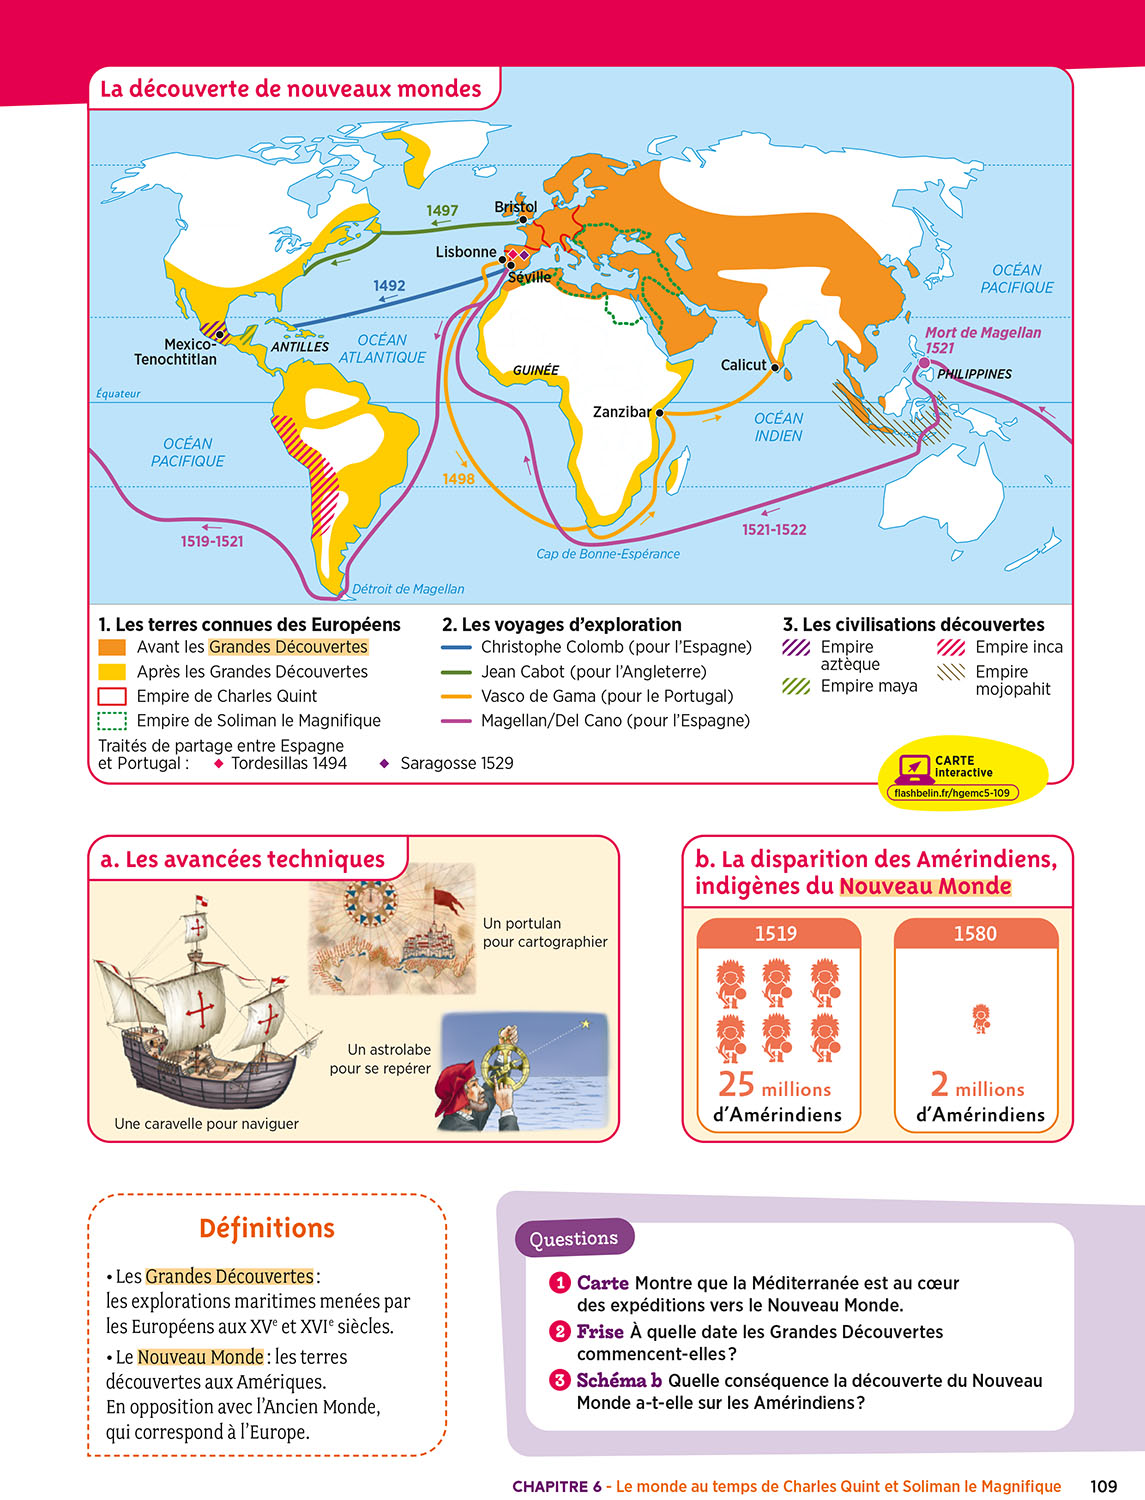 La découverte de nouveaux mondes
1497
Bristol
Lisbonne
Séville
1492
OCÉAN
PACIFIQUE
Mexico-
Tenochtitlan
ANTILLES
OCÉAN
ATLANTIQUE
Mort de Magellan
1521
PHILIPPINES
GUINÉE
Calicut
Équateur
Zanzibar
OCÉAN
INDIEN
OCÉAN
PACIFIQUE
1498
1519-1521
1521-1522
Cap de Bonne-Espérance
Détroit de Magellan
1. Les terres connues des Européens
Avant les Grandes Découvertes
Après les Grandes Découvertes
Empire de Charles Quint
Empire de Soliman le Magnifique
Traités de partage entre Espagne
et Portugal :
Tordesillas 1494
Saragosse 1529
2. Les voyages d'exploration
Christophe Colomb (pour l'Espagne)
Jean Cabot (pour l'Angleterre)
Vasco de Gama (pour le Portugal)
Magellan/Del Cano (pour l'Espagne)
3. Les civilisations découvertes
Empire
aztèque
Empire maya
Empire inca
Empire
mojopahit
CARTE
interactive
flashbelin.fr/hgemc5-109
a. Les avancées techniques
Un portulan
pour cartographier
Un astrolabe
pour se repérer
Une caravelle pour naviguer
b. La disparition des Amérindiens,
indigènes du Nouveau Monde
1519
25 millions
d'Amérindiens
1580
2 millions
d'Amérindiens
Définitions
• Les Grandes Découvertes :
les explorations maritimes menées par
les Européens aux XVe et XVIe siècles.
• Le Nouveau Monde : les terres
découvertes aux Amériques.
En opposition avec l'Ancien Monde,
qui correspond à l'Europe.
Questions
1 Carte Montre que la Méditerranée est au cœur
des expéditions vers le Nouveau Monde.
2 Frise À quelle date les Grandes Découvertes
commencent-elles ?
3 Schéma b Quelle conséquence la découverte du Nouveau
Monde a-t-elle sur les Amérindiens ?
CHAPITRE 6 - Le monde au temps de Charles Quint et Soliman le Magnifique 109